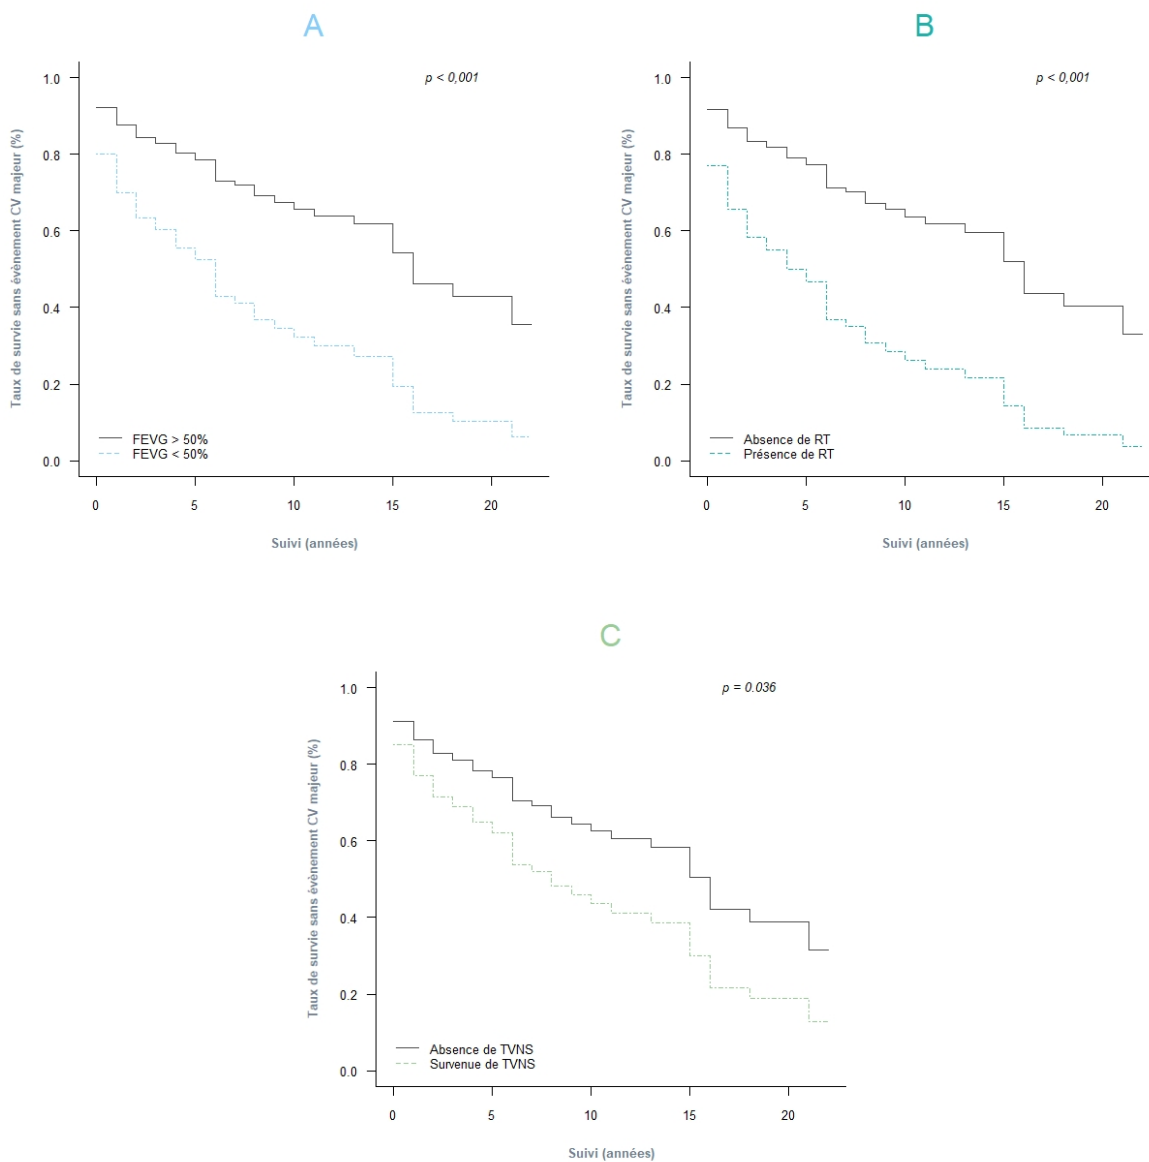 A
p < 0,001
Taux de survie sans évènement CV majeur (%)
1.0
0.8
0.6
0.4
0.2
0.0
FEVG > 50%
FEVG < 50%
0 5 10 15 20
Suivi (années)
B
p < 0,001
Taux de survie sans évènement CV majeur (%)
1.0
0.8
0.6
0.4
0.2
0.0
Absence de RT
Présence de RT
0 5 10 15 20
Suivi (années)
C
p = 0.036
Taux de survie sans évènement CV majeur (%)
1.0
0.8
0.6
0.4
0.2
0.0
Absence de TVNS
Survenue de TVNS
0 5 10 15 20
Suivi (années)